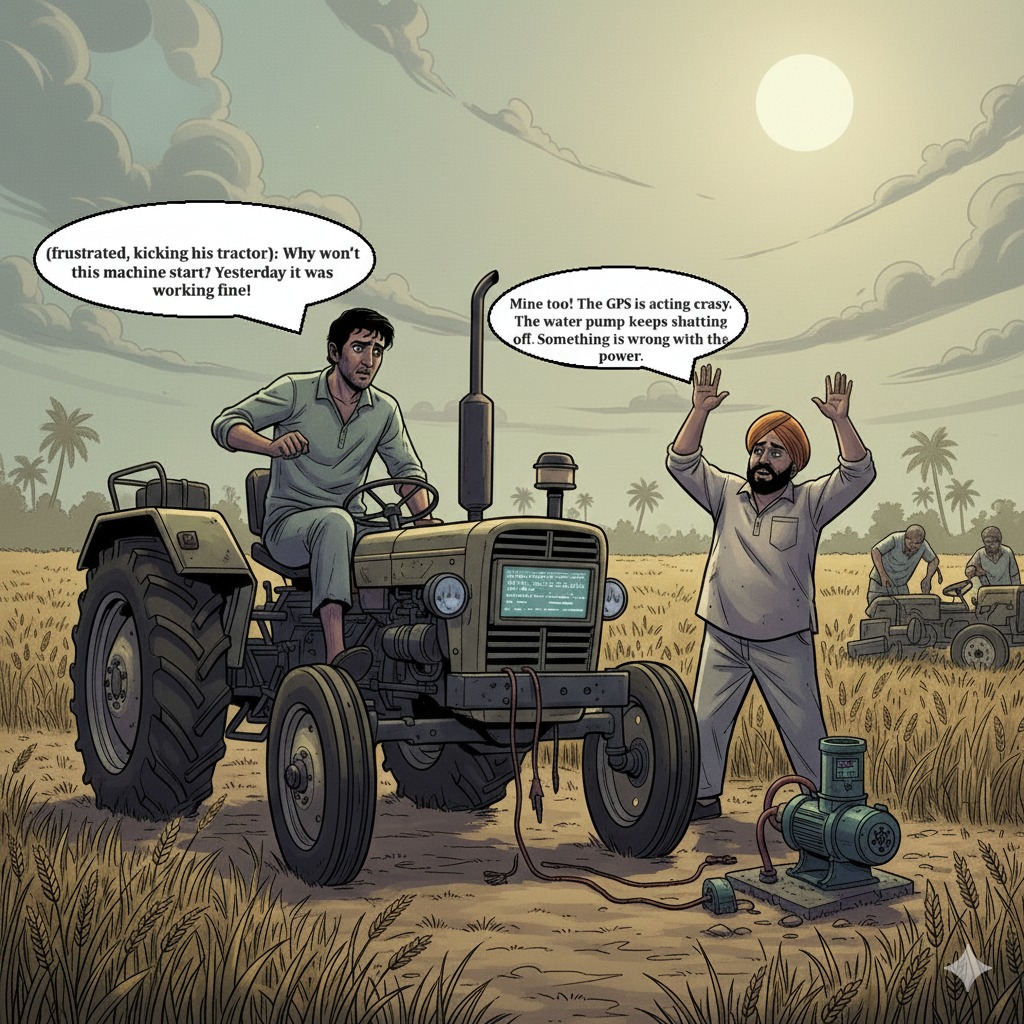 (frustrated, kicking his tractor): Why won't
this machine start? Yesterday it was
working fine!
Mine too! The GPS is acting crasy.
The water pump keeps shatting
off. Something is wrong with the
power.